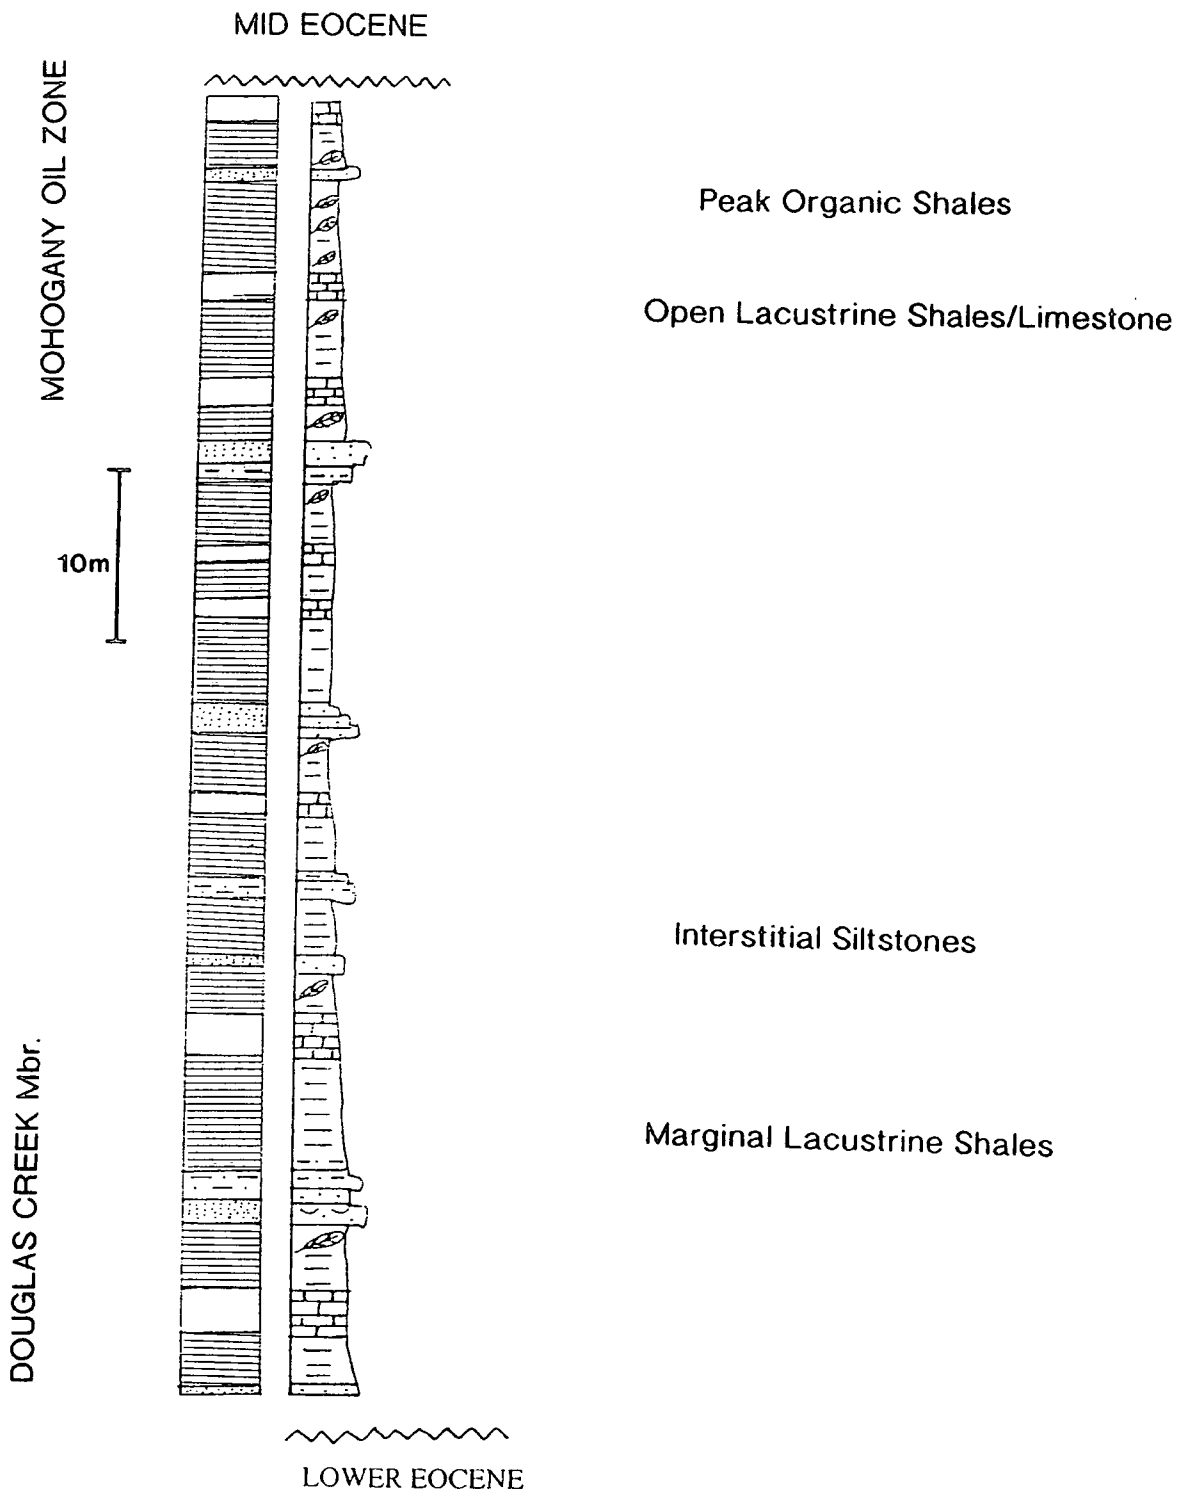 MID EOCENE
MOHOGANY OIL ZONE
Peak Organic Shales
Open Lacustrine Shales/Limestone
10m
Interstitial Siltstones
DOUGLAS CREEK Mbr.
Marginal Lacustrine Shales
LOWER EOCENE